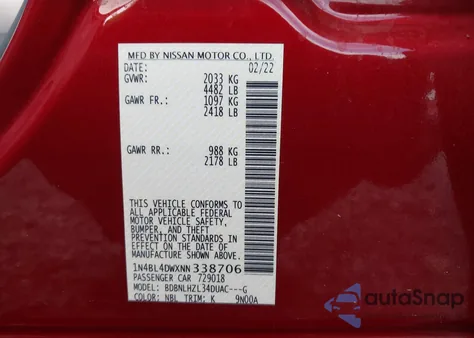 MFD BY NISSAN MOTOR CO., LTD.
DATE: 02/22
GVWR: 2033 KG
4482 LB
GAWR FR.: 1097 KG
2418 LB
GAWR RR.: 988 KG
2178 LB
THIS VEHICLE CONFORMS TO
ALL APPLICABLE FEDERAL
MOTOR VEHICLE SAFETY,
BUMPER, AND THEFT
PREVENTION STANDARDS IN
EFFECT ON THE DATE OF
MANUFACTURE SHOWN ABOVE.
1N4BL4DWXNN338706
PASSENGER CAR 729018
MODEL: BDBNLHZL34DUAC---G
COLOR: NBL TRIM: K 9N00A
autoSnap